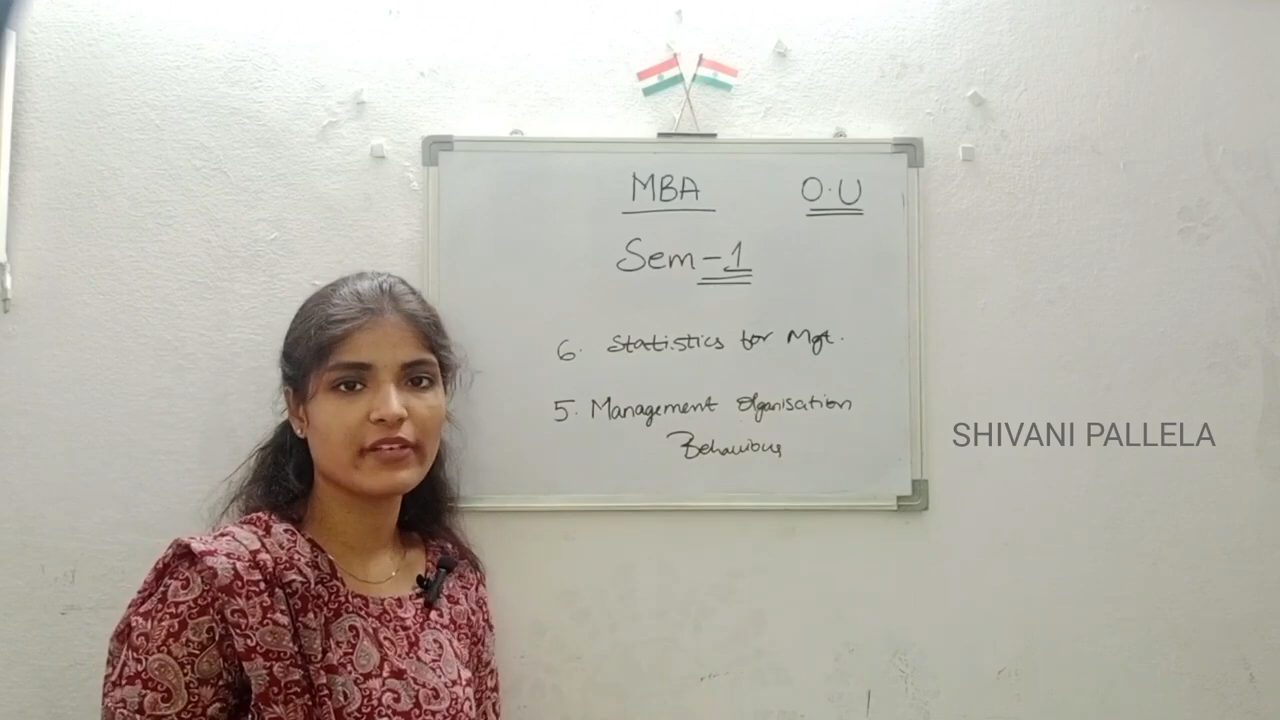 MBA O.U
Sem-1
6. Statistics for Mgt.
5. Management Organisation
Behaviour
SHIVANI PALLELA